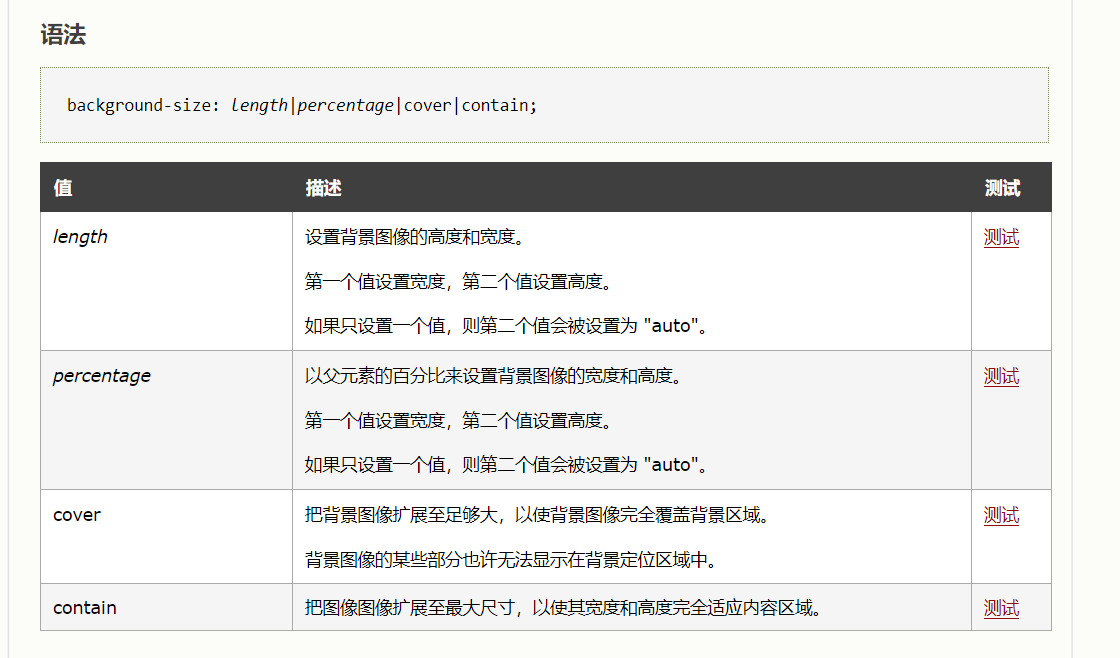 语法
background-size: length|percentage|cover|contain;
值 描述 测试
length 设置背景图像的高度和宽度。 测试
第一个值设置宽度，第二个值设置高度。
如果只设置一个值，则第二个值会被设置为 "auto"。
percentage 以父元素的百分比来设置背景图像的宽度和高度。 测试
第一个值设置宽度，第二个值设置高度。
如果只设置一个值，则第二个值会被设置为 "auto"。
cover 把背景图像扩展至足够大，以使背景图像完全覆盖背景区域。 测试
背景图像的某些部分也许无法显示在背景定位区域中。
contain 把图像图像扩展至最大尺寸，以使其宽度和高度完全适应内容区域。 测试